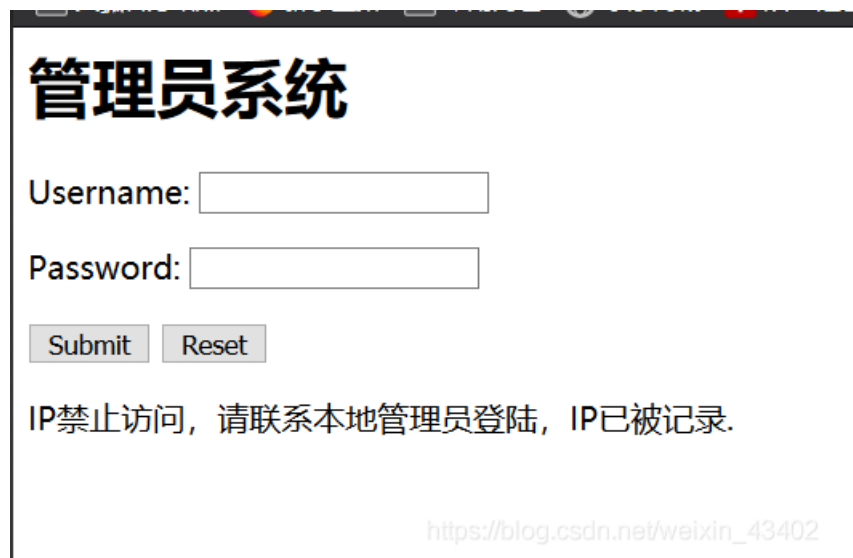 管理员系统
Username:
Password:
Submit Reset
IP禁止访问，请联系本地管理员登陆，IP已被记录.
https://blog.csdn.net/weixin_43402